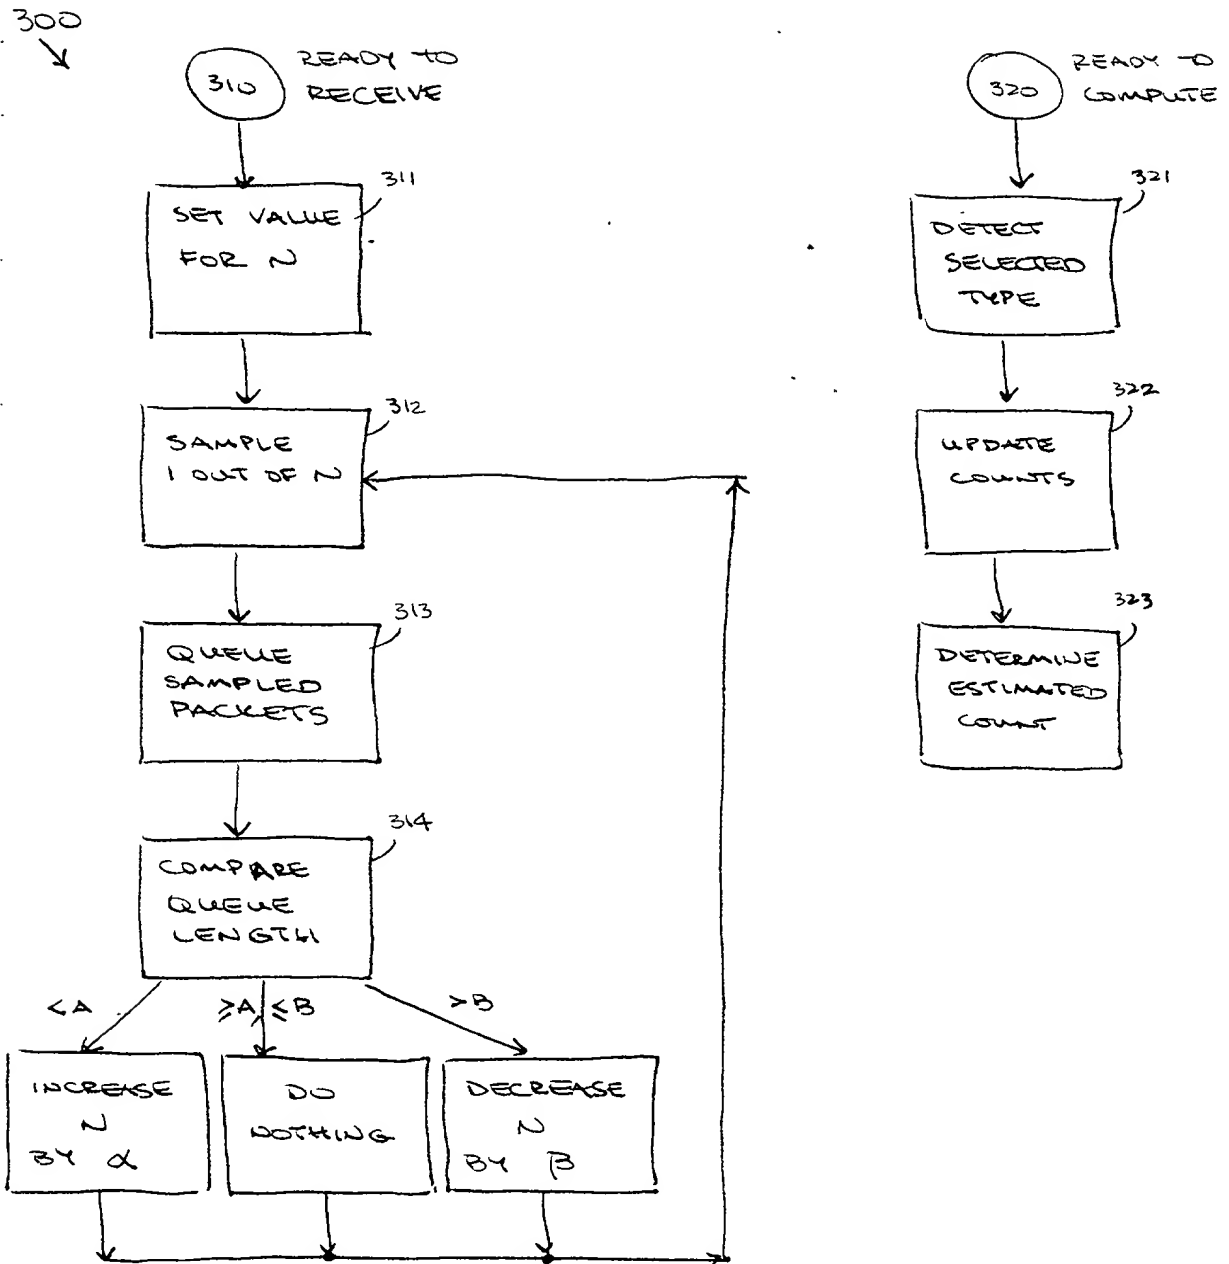 300
310
READY TO
RECEIVE
311
SET VALUE
FOR N
312
SAMPLE
1 OUT OF N
313
QUEUE
SAMPLED
PACKETS
314
COMPARE
QUEUE
LENGTH
<A
≥A, ≤B
>B
INCREASE
N
BY α
DO
NOTHING
DECREASE
N
BY β
320
READY TO
COMPUTE
321
DETECT
SELECTED
TYPE
322
UPDATE
COUNTS
323
DETERMINE
ESTIMATED
COUNT